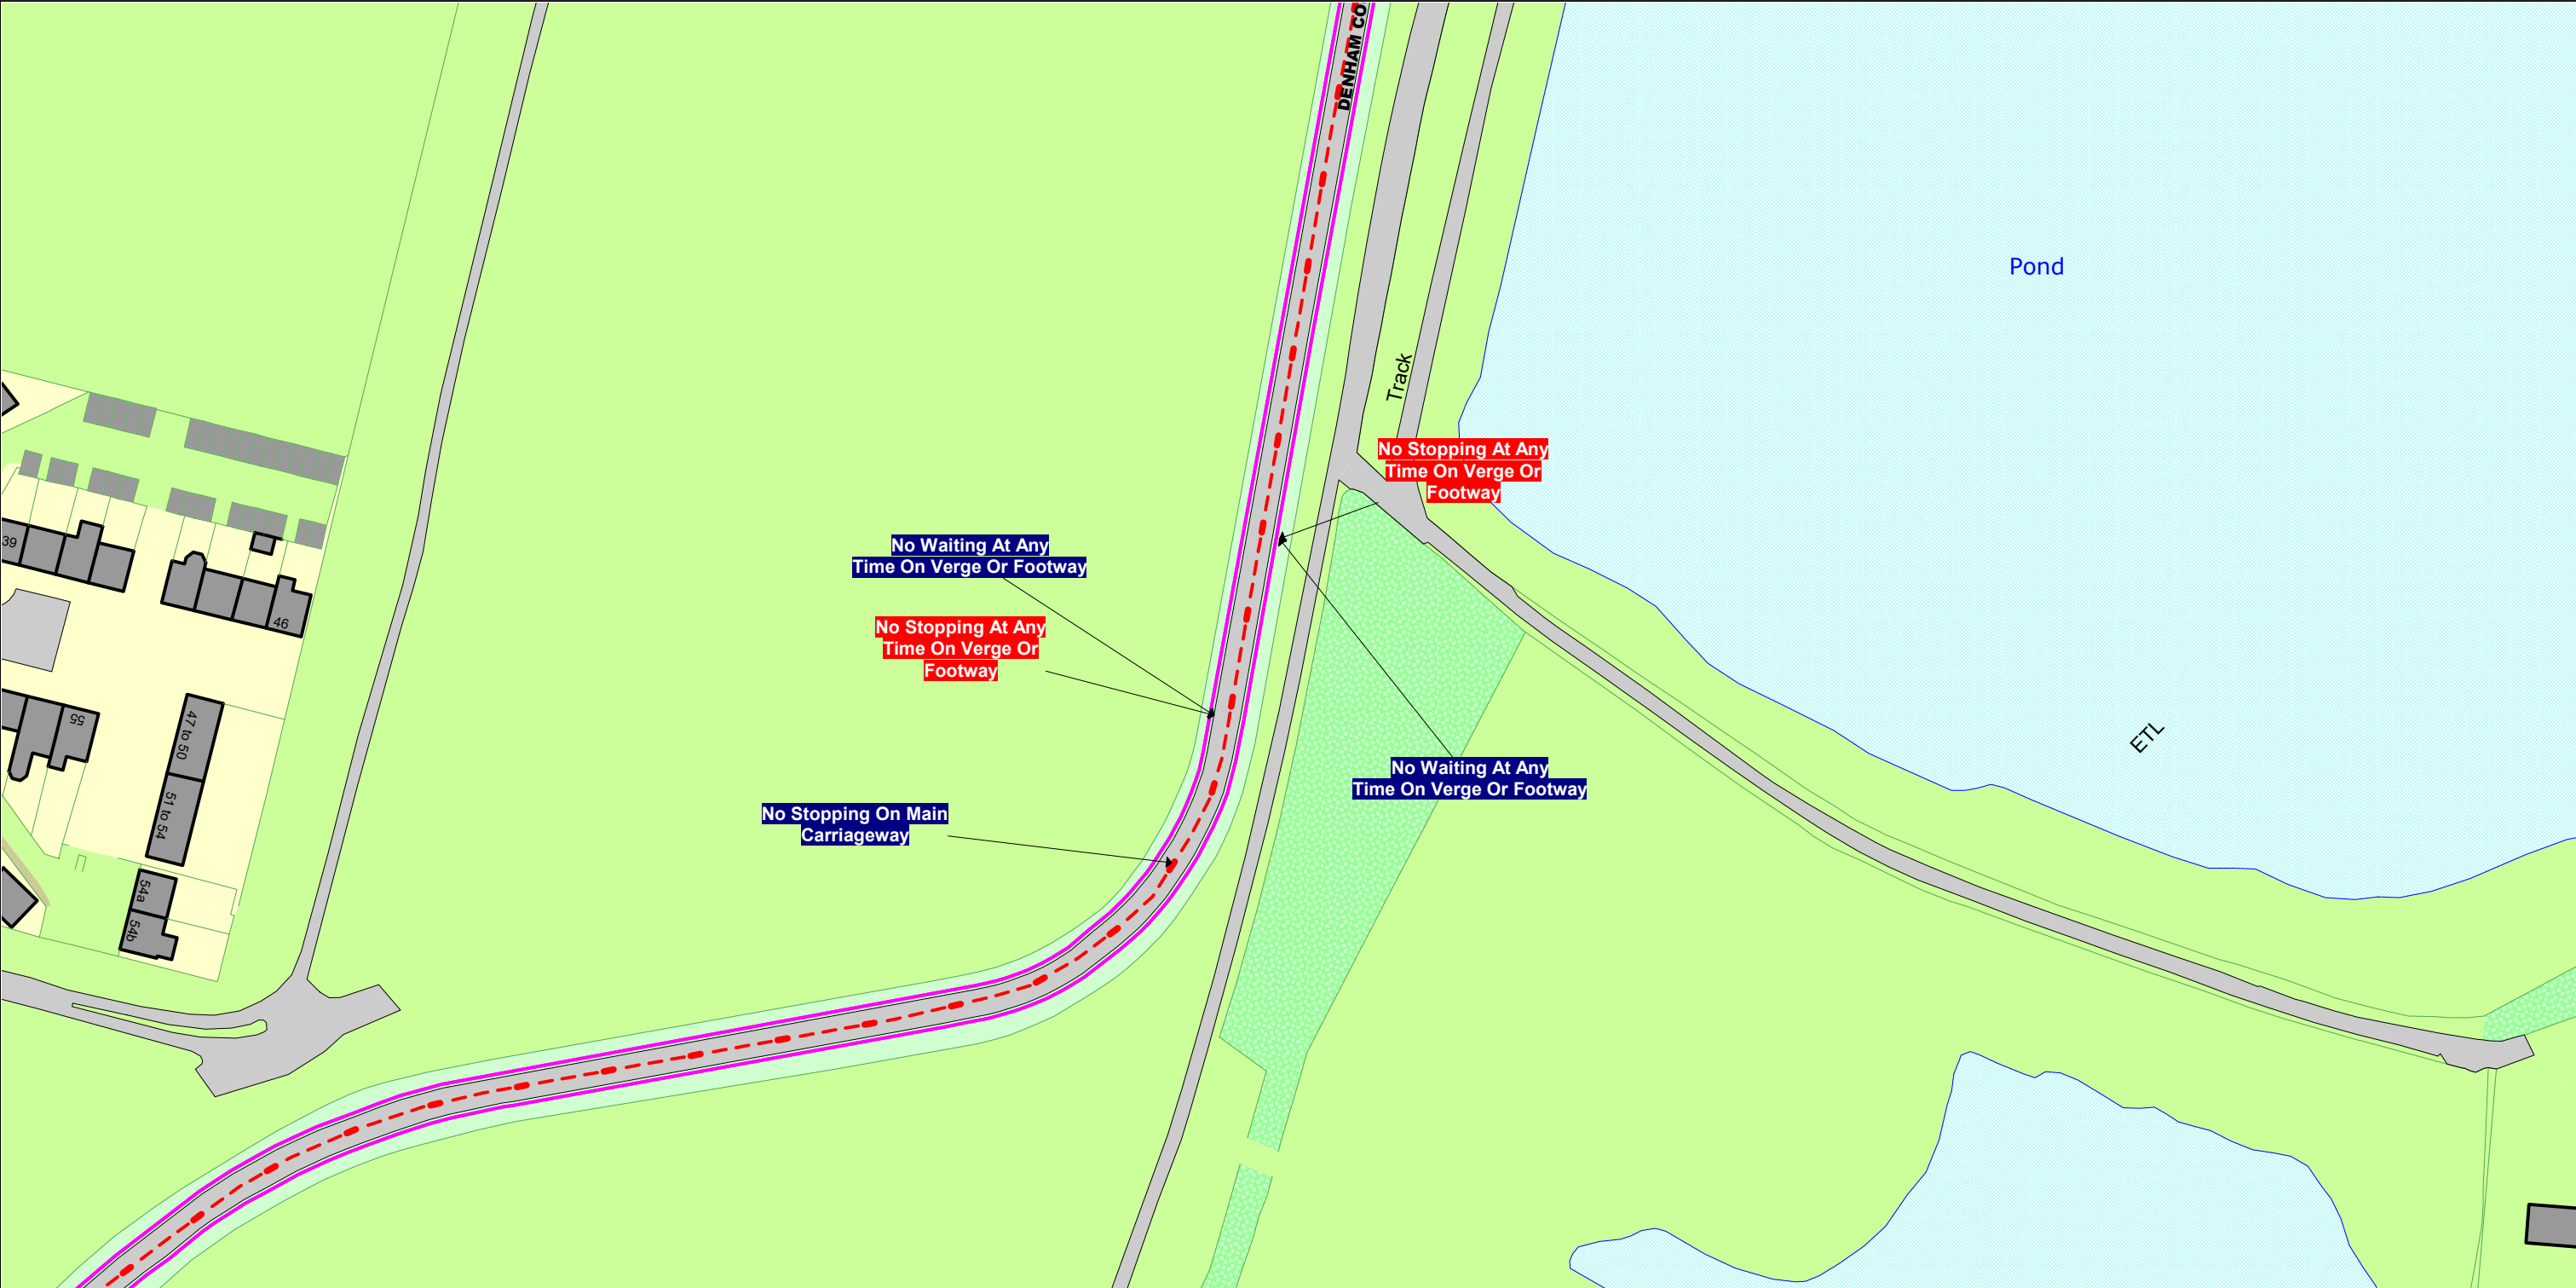 DENHAM CO
Pond
Track
No Stopping At Any
Time On Verge Or
Footway
No Waiting At Any
Time On Verge Or Footway
39
46
No Stopping At Any
Time On Verge Or
Footway
55
47 to 50
ETL
No Waiting At Any
Time On Verge Or Footway
51 to 54
No Stopping On Main
Carriageway
54a
54b